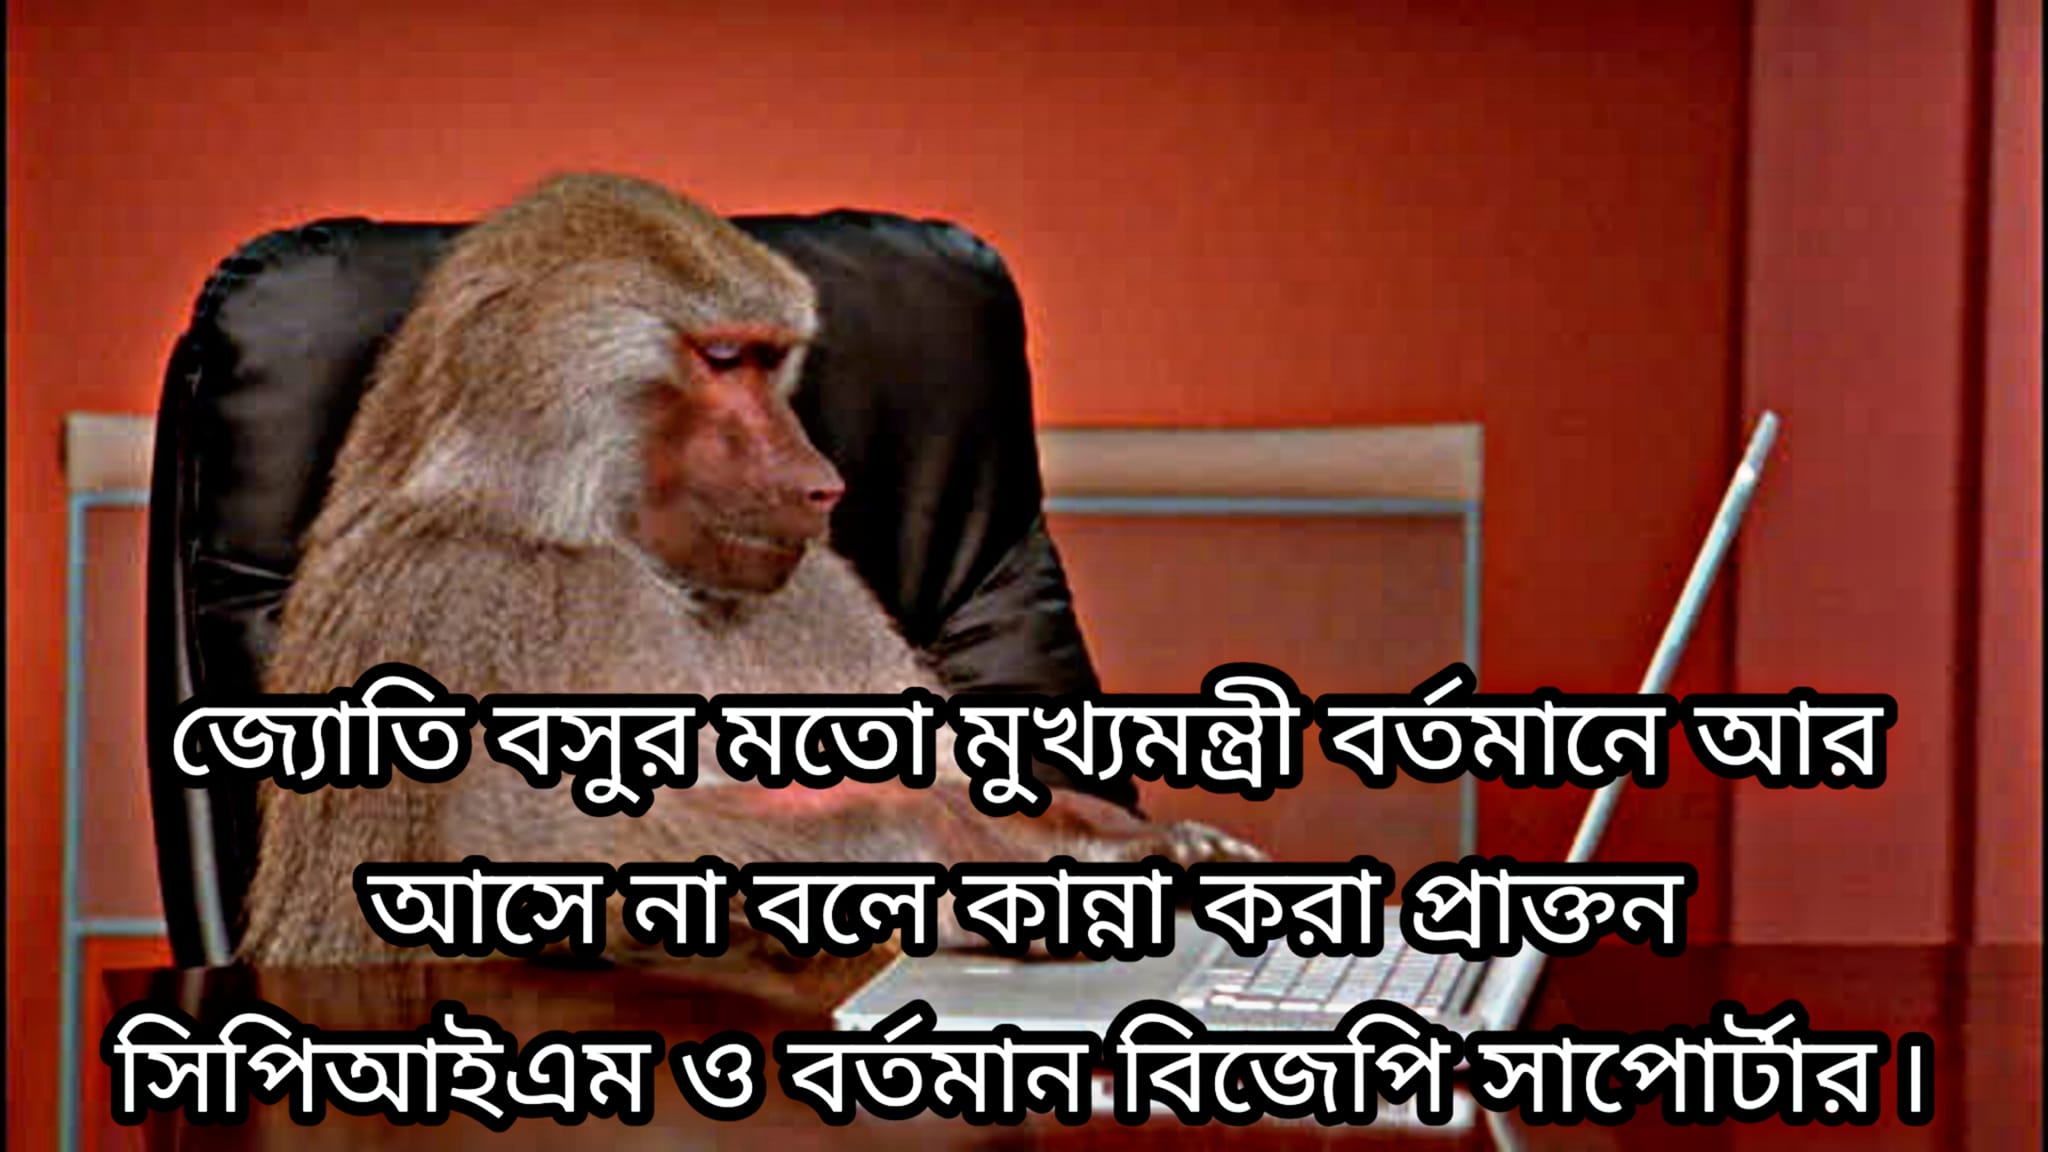 জ্যোতি বসুর মতো মুখ্যমন্ত্রী বর্তমানে আর
আসে না বলে কান্না করা প্রাক্তন
সিপিআইএম ও বর্তমান বিজেপি সাপোর্টার।